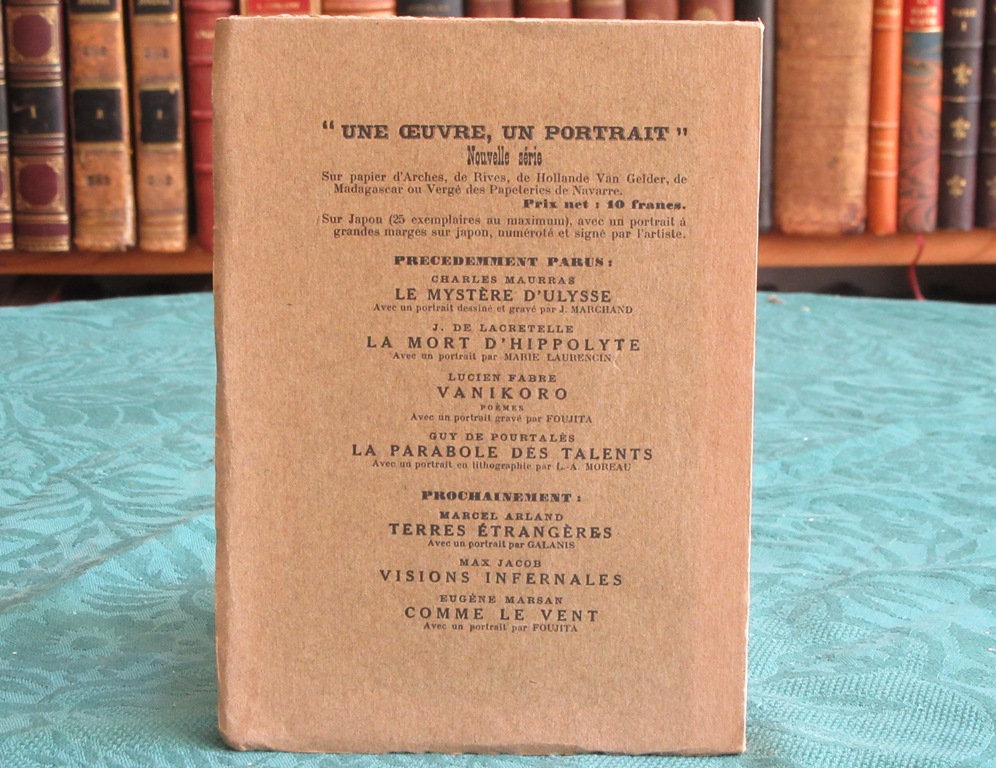 “ UNE ŒUVRE, UN PORTRAIT ”
Nouvelle série
Sur papier d'Arches, de Rives, de Hollande Van Gelder, de
Madagascar ou Vergé des Papeteries de Navarre.
Prix net : 10 francs.
Sur Japon (25 exemplaires au maximum), avec un portrait à
grandes marges sur japon, numéroté et signé par l'artiste.
PRECEDEMMENT PARUS :
CHARLES MAURRAS
LE MYSTÈRE D'ULYSSE
Avec un portrait dessiné et gravé par J. MARCHAND
J. DE LACRETELLE
LA MORT D'HIPPOLYTE
Avec un portrait par MARIE LAURENCIN
LUCIEN FABRE
VANIKORO
POÈMES
Avec un portrait gravé par FOUJITA
GUY DE POURTALÈS
LA PARABOLE DES TALENTS
Avec un portrait en lithographie par L.-A. MOREAU
PROCHAINEMENT :
MARCEL ARLAND
TERRES ÉTRANGÈRES
Avec un portrait par GALANIS
MAX JACOB
VISIONS INFERNALES
EUGÈNE MARSAN
COMME LE VENT
Avec un portrait par FOUJITA